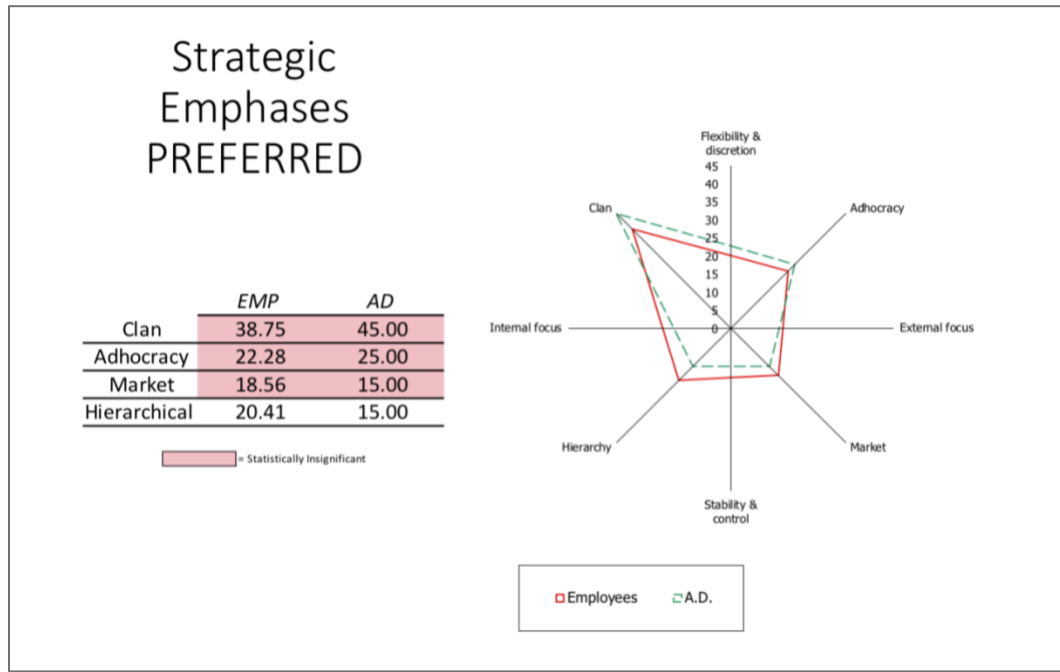 Strategic
Emphases
PREFERRED
EMP AD
Clan 38.75 45.00
Adhocracy 22.28 25.00
Market 18.56 15.00
Hierarchical 20.41 15.00
= Statistically Insignificant
Flexibility &
discretion
45
40
35
30
25
20
15
10
5
0
Clan
Adhocracy
Internal focus
External focus
Hierarchy
Market
Stability &
control
Employees A.D.